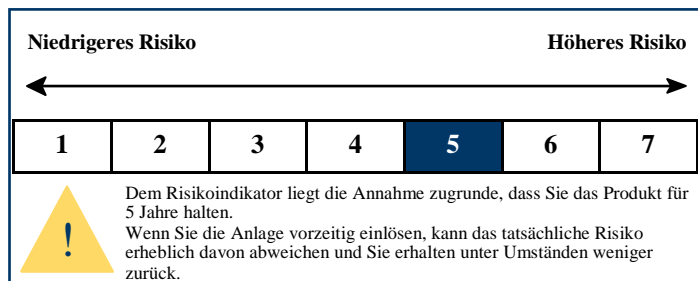 Niedrigeres Risiko Höheres Risiko
1 2 3 4 5 6 7
Dem Risikoindikator liegt die Annahme zugrunde, dass Sie das Produkt für
5 Jahre halten.
Wenn Sie die Anlage vorzeitig einlösen, kann das tatsächliche Risiko
erheblich davon abweichen und Sie erhalten unter Umständen weniger
zurück.
!